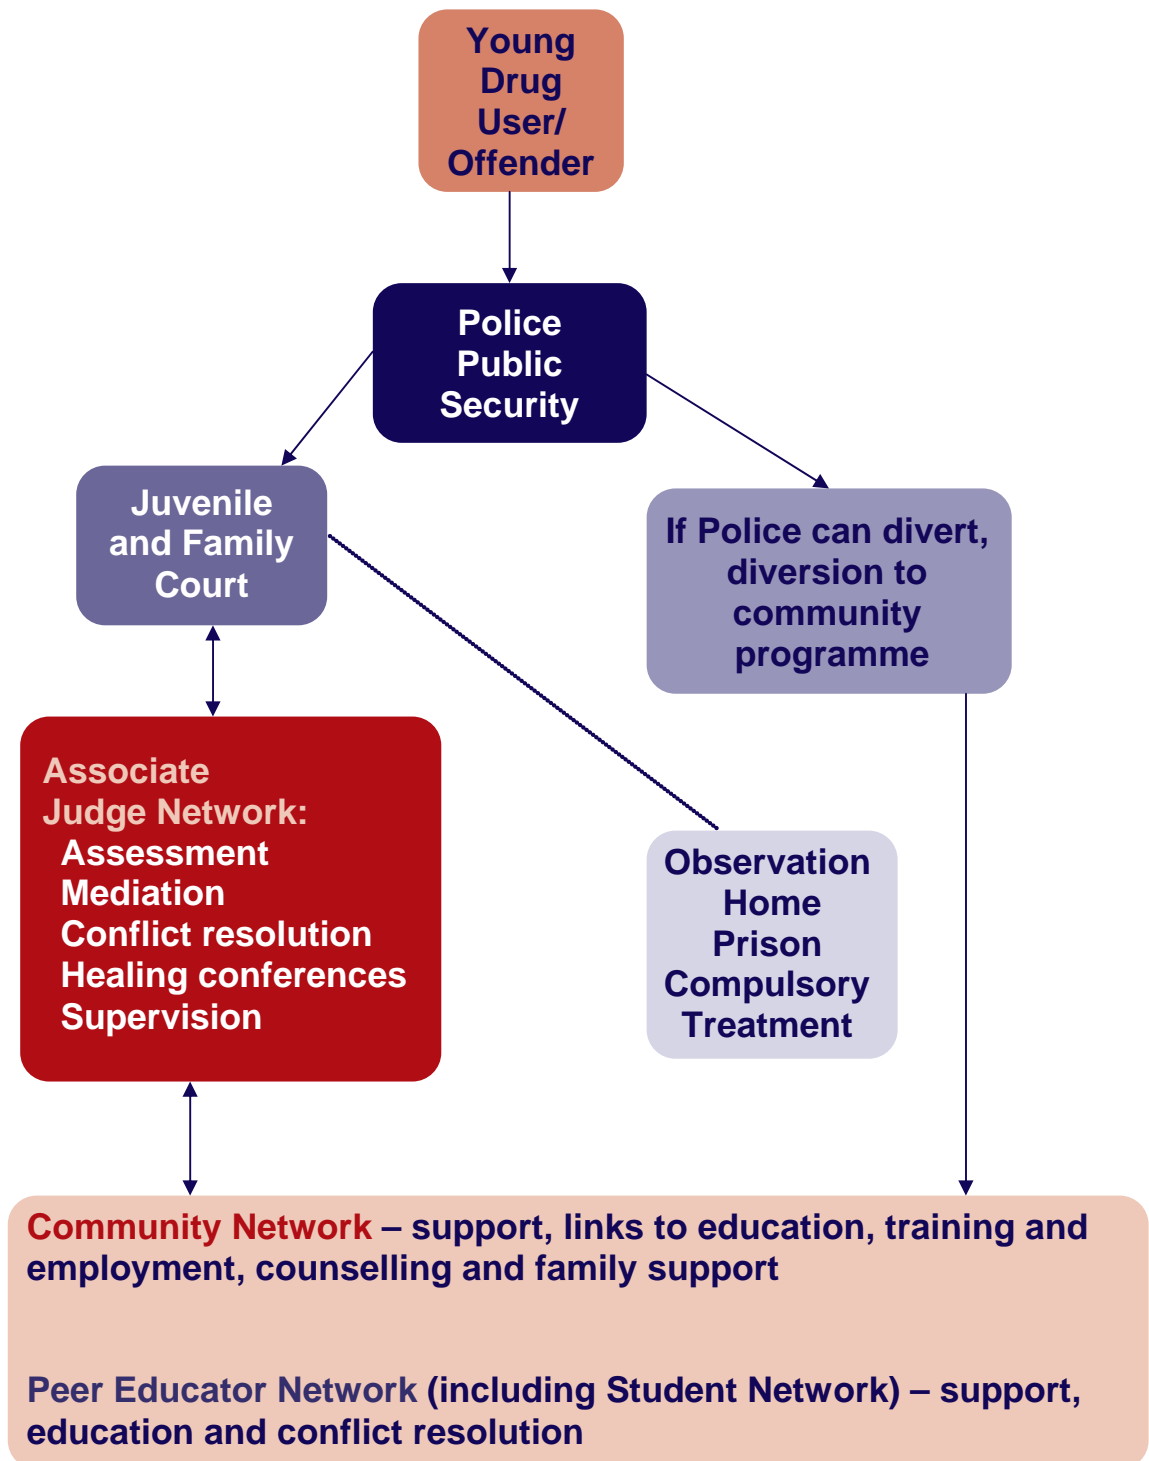 Young
Drug
User/
Offender
Police
Public
Security
Juvenile
and Family
Court
If Police can divert,
diversion to
community
programme
Associate
Judge Network:
Assessment
Mediation
Conflict resolution
Healing conferences
Supervision
Observation
Home
Prison
Compulsory
Treatment
Community Network – support, links to education, training and
employment, counselling and family support
Peer Educator Network (including Student Network) – support,
education and conflict resolution